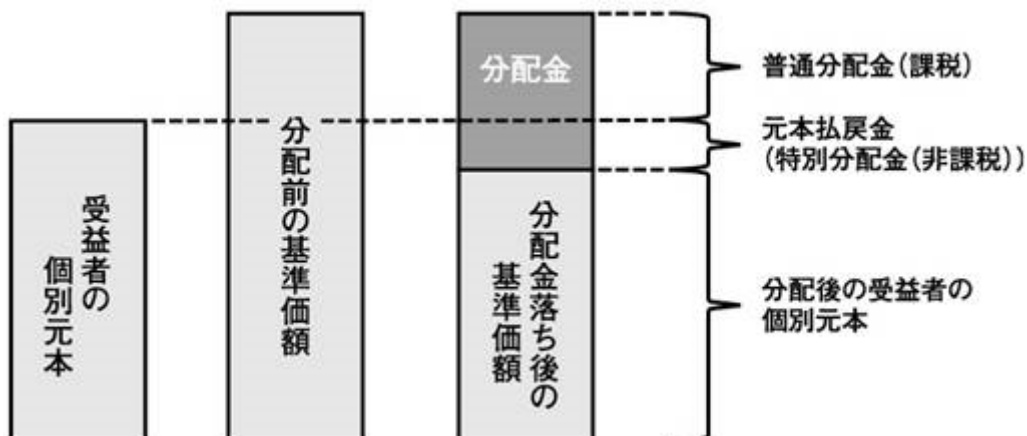 受益者の
個別元本
分配前の基準価額
分配金
分配金落ち後の
基準価額
普通分配金(課税)
元本払戻金
(特別分配金(非課税))
分配後の受益者の
個別元本